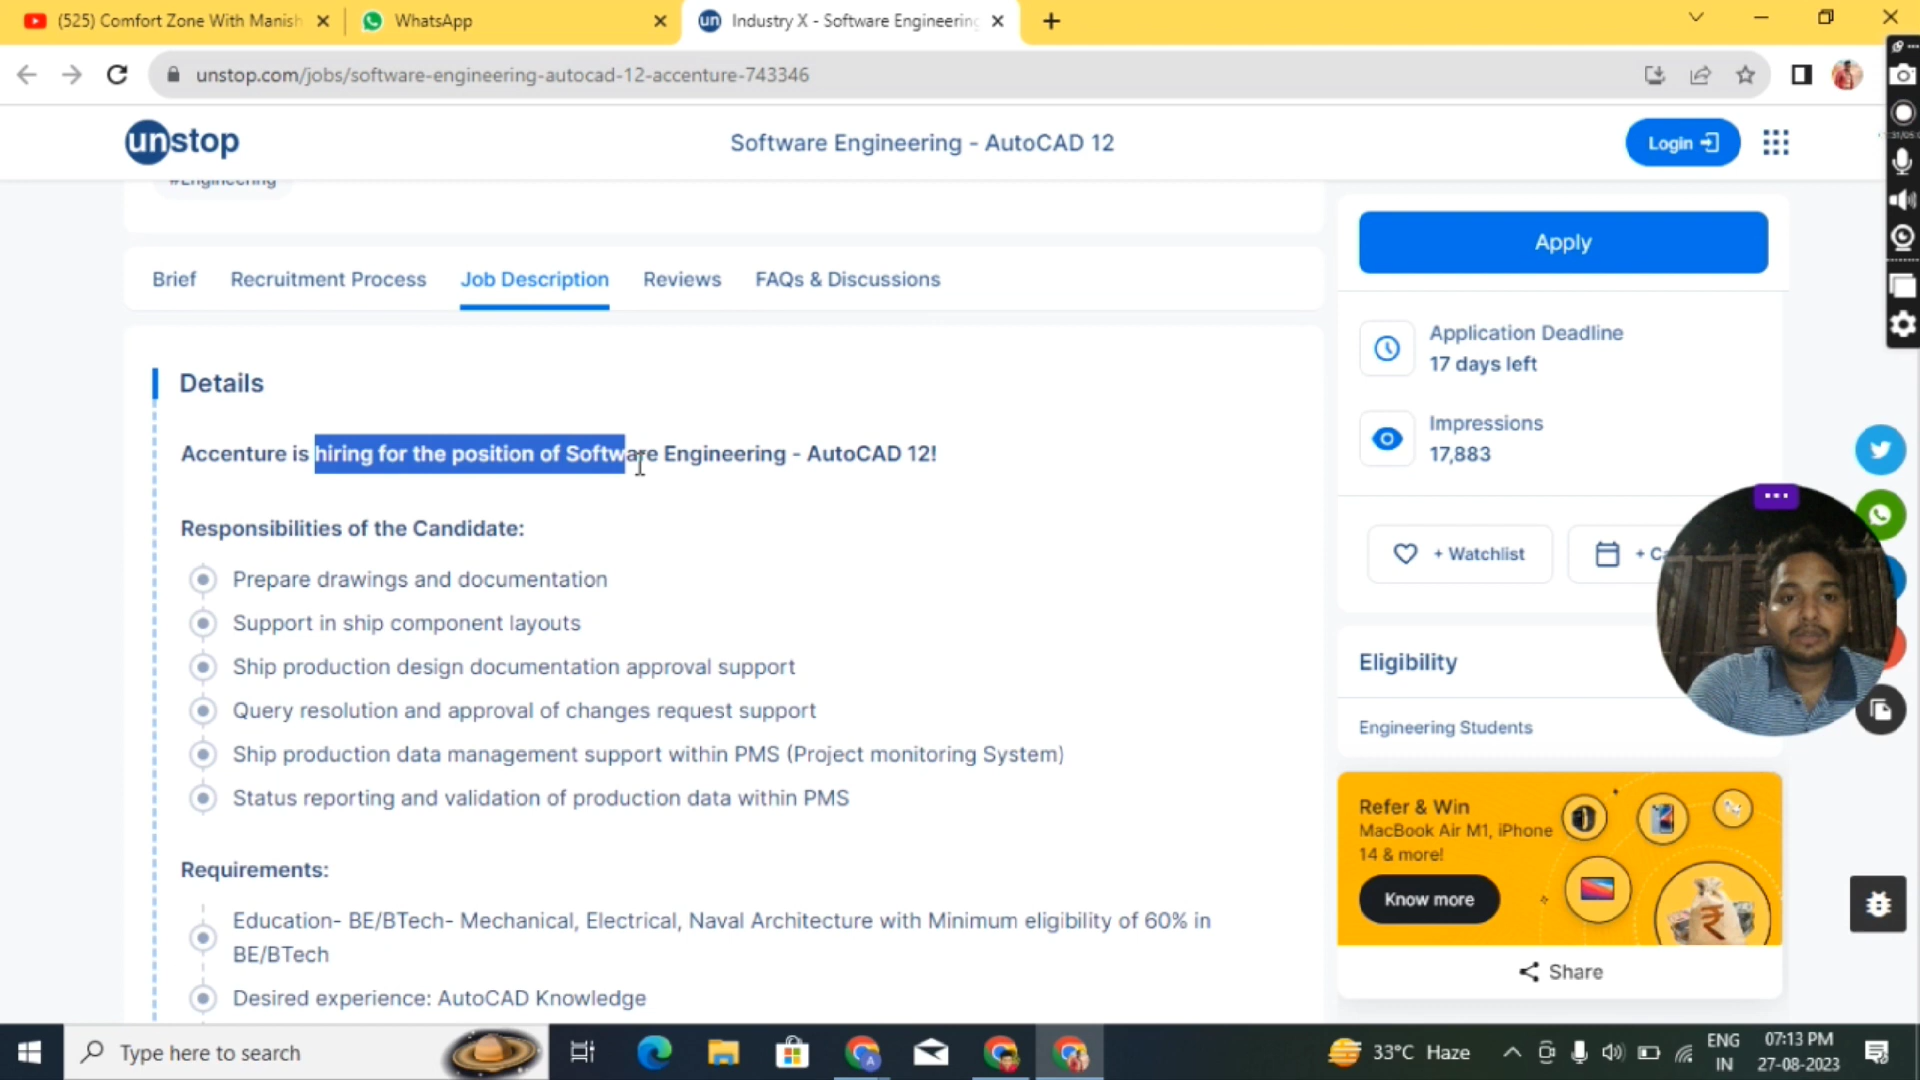 (525) Comfort Zone With Manish
WhatsApp
un
Industry X - Software Engineering
unstop.com/jobs/software-engineering-autocad-12-accenture-743346
unstop
Software Engineering - AutoCAD 12
Login
#Engineering
Apply
Brief
Recruitment Process
Job Description
Reviews
FAQs & Discussions
Application Deadline
17 days left
Details
Impressions
17,883
Accenture is hiring for the position of Software Engineering - AutoCAD 12!
Responsibilities of the Candidate:
+ Watchlist
+ Ca
Prepare drawings and documentation
Support in ship component layouts
Ship production design documentation approval support
Eligibility
Query resolution and approval of changes request support
Engineering Students
Ship production data management support within PMS (Project monitoring System)
Status reporting and validation of production data within PMS
Refer & Win
MacBook Air M1, iPhone
14 & more!
Know more
Requirements:
Education- BE/BTech- Mechanical, Electrical, Naval Architecture with Minimum eligibility of 60% in
BE/BTech
Share
Desired experience: AutoCAD Knowledge
Type here to search
33°C Haze
ENG
IN
07:13 PM
27-08-2023